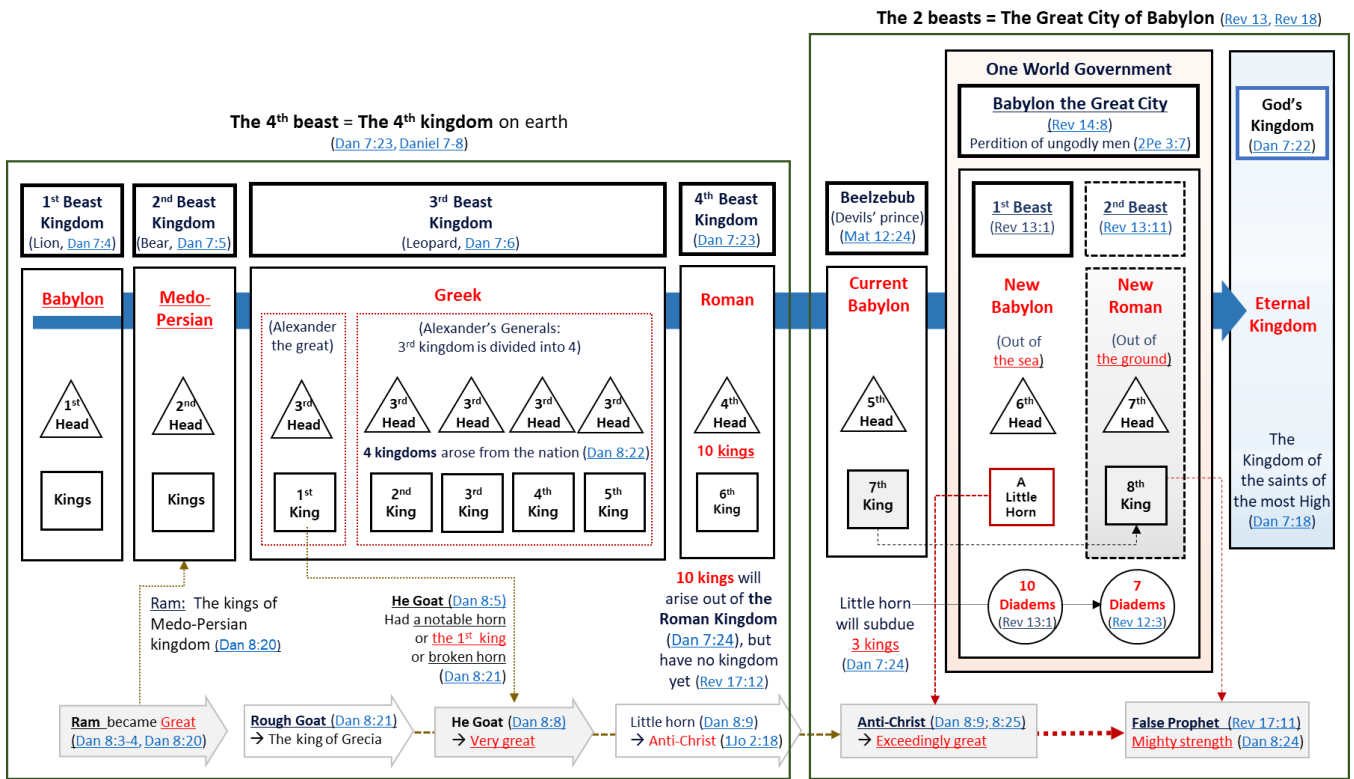 The 2 beasts = The Great City of Babylon (Rev 13, Rev 18)
The 4th beast = The 4th kingdom on earth
(Dan 7:23, Daniel 7-8)
1st Beast
Kingdom
(Lion, Dan 7:4)
2nd Beast
Kingdom
(Bear, Dan 7:5)
3rd Beast
Kingdom
(Leopard, Dan 7:6)
4th Beast
Kingdom
(Dan 7:23)
Babylon
Medo-
Persian
Greek
Roman
(Alexander
the great)
(Alexander's Generals:
3rd kingdom is divided into 4)
1st
Head
2nd
Head
3rd
Head
3rd
Head
3rd
Head
3rd
Head
3rd
Head
4th
Head
4 kingdoms arose from the nation (Dan 8:22)
10 kings
Kings
Kings
1st
King
2nd
King
3rd
King
4th
King
5th
King
6th
King
Ram: The kings of
Medo-Persian
kingdom (Dan 8:20)
He Goat (Dan 8:5)
Had a notable horn
or the 1st king
or broken horn
(Dan 8:21)
10 kings will
arise out of the
Roman Kingdom
(Dan 7:24), but
have no kingdom
yet (Rev 17:12)
One World Government
Babylon the Great City
(Rev 14:8)
Perdition of ungodly men (2Pe 3:7)
God's
Kingdom
(Dan 7:22)
Beelzebub
(Devils' prince)
(Mat 12:24)
1st Beast
(Rev 13:1)
2nd Beast
(Rev 13:11)
Current
Babylon
New
Babylon
New
Roman
Eternal
Kingdom
(Out of
the sea)
(Out of
the ground)
5th
Head
6th
Head
7th
Head
7th
King
A
Little
Horn
8th
King
The
Kingdom of
the saints of
the most High
(Dan 7:18)
Little horn
will subdue
3 kings
(Dan 7:24)
10
Diadems
(Rev 13:1)
7
Diadems
(Rev 12:3)
Ram became Great
(Dan 8:3-4, Dan 8:20)
Rough Goat (Dan 8:21)
→ The king of Grecia
He Goat (Dan 8:8)
→ Very great
Little horn (Dan 8:9)
→ Anti-Christ (1Jo 2:18)
Anti-Christ (Dan 8:9; 8:25)
→ Exceedingly great
False Prophet (Rev 17:11)
Mighty strength (Dan 8:24)